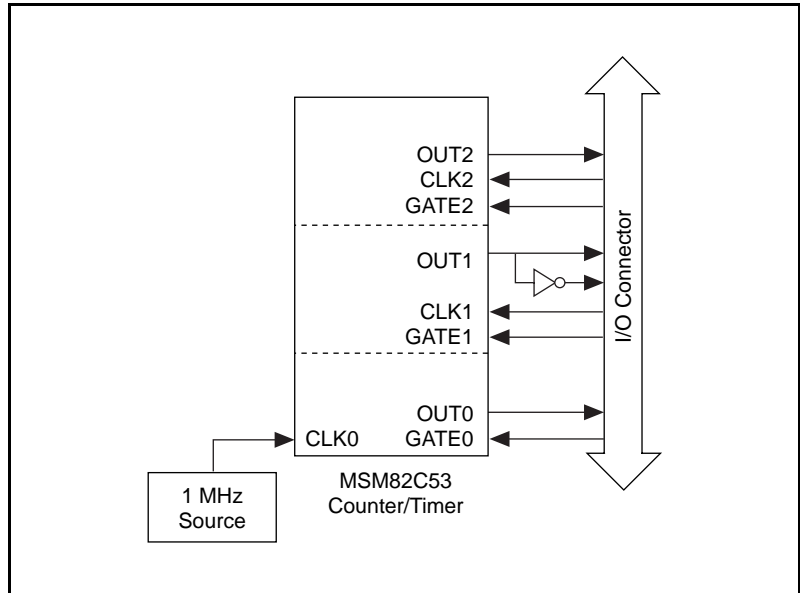 OUT2
CLK2
GATE2
OUT1
CLK1
GATE1
OUT0
CLK0 GATE0
I/O Connector
MSM82C53
Counter/Timer
1 MHz
Source